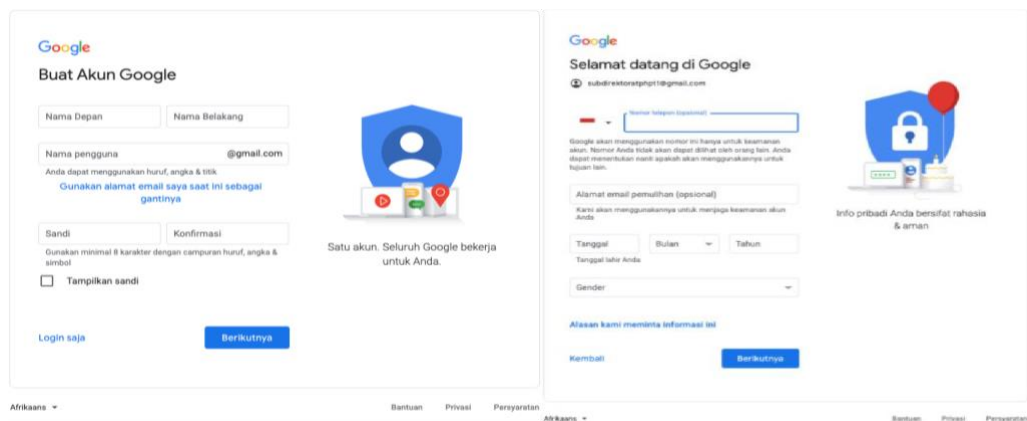 Google
Buat Akun Google
Nama Depan
Nama Belakang
Nama pengguna
@gmail.com
Anda dapat menggunakan huruf, angka & titik
Gunakan alamat email saya saat ini sebagai
gantinya
Sandi
Konfirmasi
Gunakan minimal 8 karakter dengan campuran huruf, angka &
simbol
Tampilkan sandi
Login saja
Berikutnya
Satu akun. Seluruh Google bekerja
untuk Anda.
Afrikaans
Bantuan
Privasi
Persyaratan
Google
Selamat datang di Google
subdirektoratphpt1@gmail.com
Nomor telepon (opsional)
Google akan menggunakan nomor ini hanya untuk keamanan
akun. Nomor Anda tidak akan dapat dilihat oleh orang lain. Anda
dapat menentukan nanti apakah akan menggunakannya untuk
tujuan lain.
Alamat email pemulihan (opsional)
Kami akan menggunakannya untuk menjaga keamanan akun
Anda
Tanggal
Bulan
Tahun
Tanggal lahir Anda
Gender
Alasan kami meminta informasi ini
Kembali
Berikutnya
Info pribadi Anda bersifat rahasia
& aman
Afrikaans
Bantuan
Privasi
Persyaratan